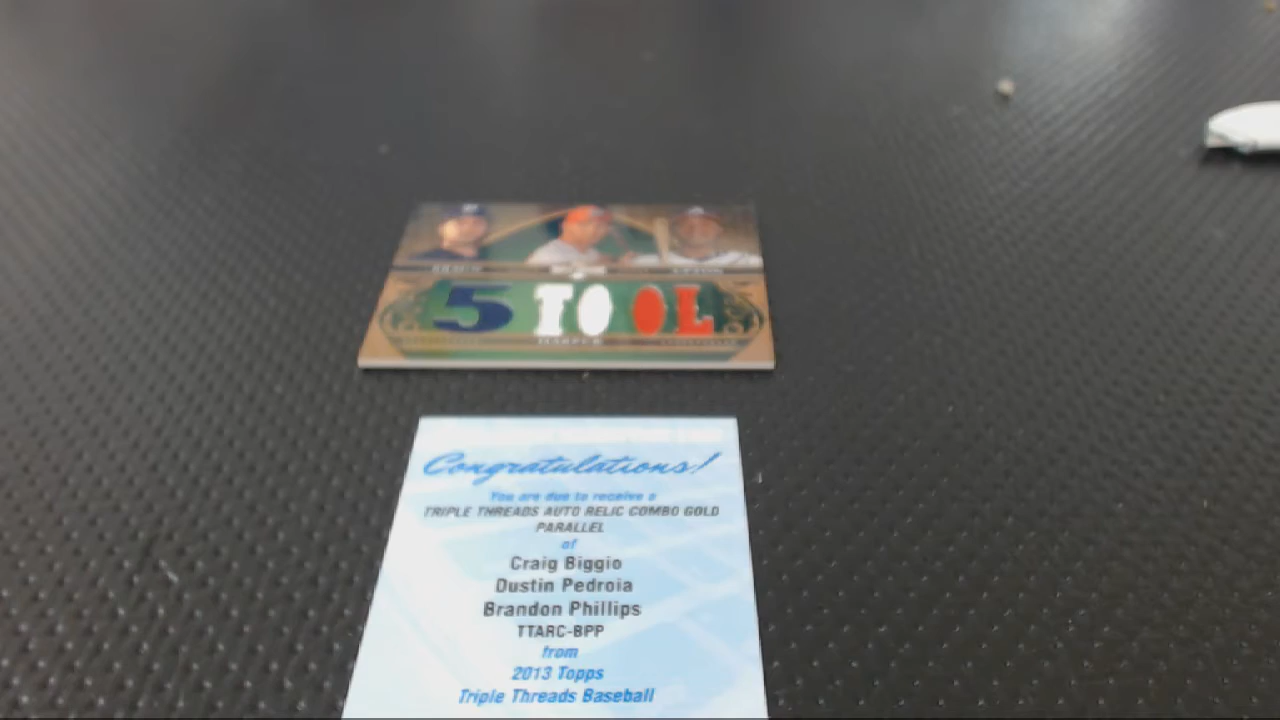 5 TOOL
Congratulations!
You are due to receive a
TRIPLE THREADS AUTO RELIC COMBO GOLD
PARALLEL
of
Craig Biggio
Dustin Pedroia
Brandon Phillips
TTARC-BPP
from
2013 Topps
Triple Threads Baseball